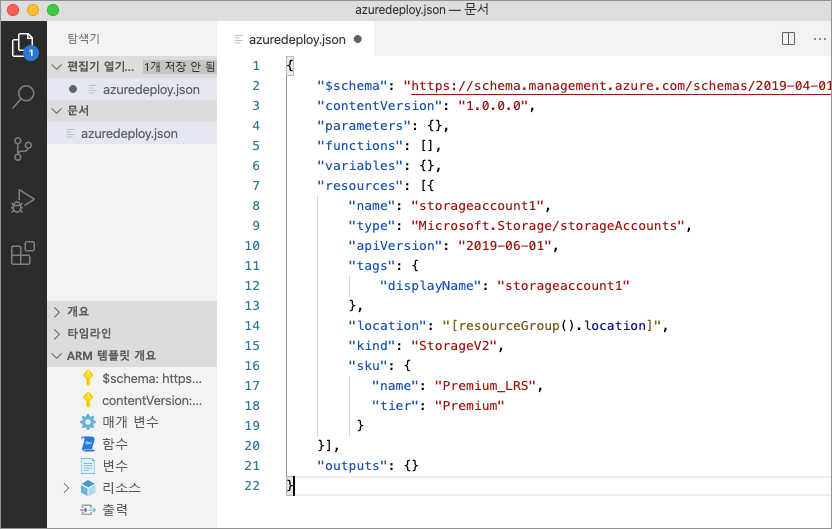 azuredeploy.json — 문서
1
탐색기
편집기 열기... 1개 저장 안 됨
azuredeploy.json
문서
azuredeploy.json
개요
타임라인
ARM 템플릿 개요
$schema: https...
contentVersion:...
매개 변수
함수
변수
리소스
출력
azuredeploy.json
1 {
2 "$schema": "https://schema.management.azure.com/schemas/2019-04-01
3 "contentVersion": "1.0.0.0",
4 "parameters": {},
5 "functions": [],
6 "variables": {},
7 "resources": [{
8 "name": "storageaccount1",
9 "type": "Microsoft.Storage/storageAccounts",
10 "apiVersion": "2019-06-01",
11 "tags": {
12 "displayName": "storageaccount1"
13 },
14 "location": "[resourceGroup().location]",
15 "kind": "StorageV2",
16 "sku": {
17 "name": "Premium_LRS",
18 "tier": "Premium"
19 }
20 }],
21 "outputs": {}
22 }